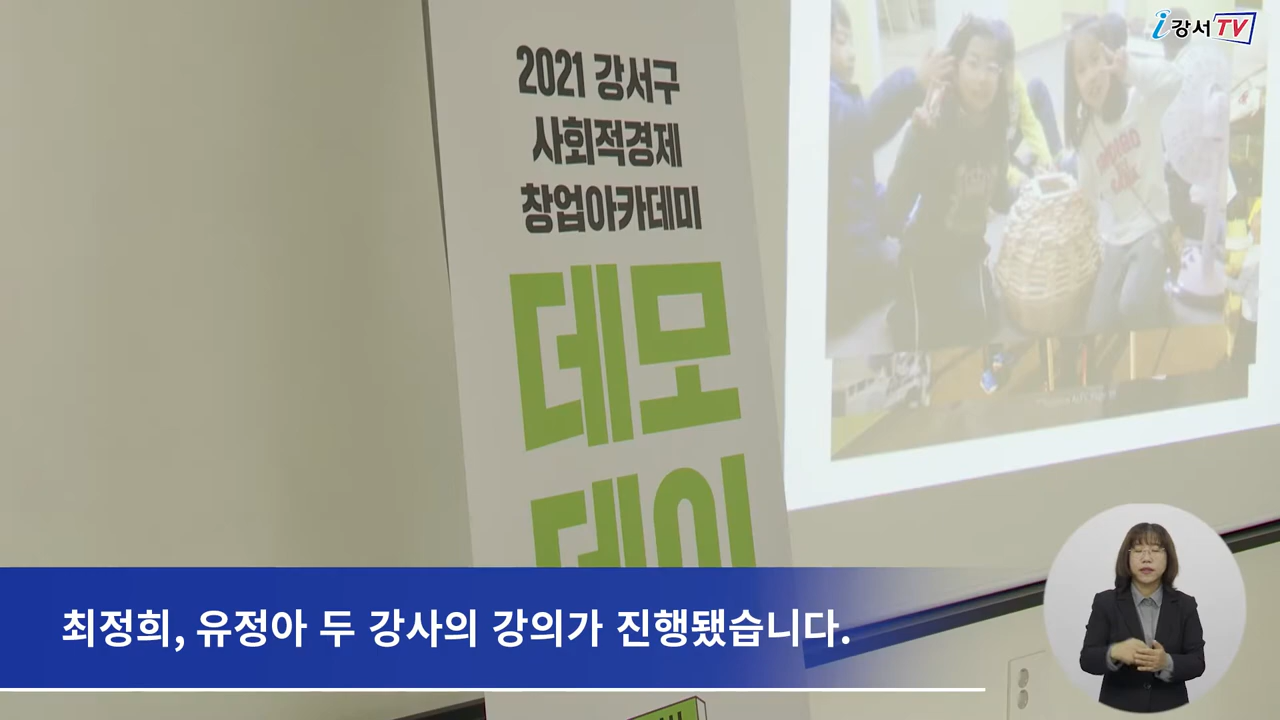 i강서TV
2021 강서구
사회적경제
창업아카데미
데모
데이
최정희, 유정아 두 강사의 강의가 진행됐습니다.